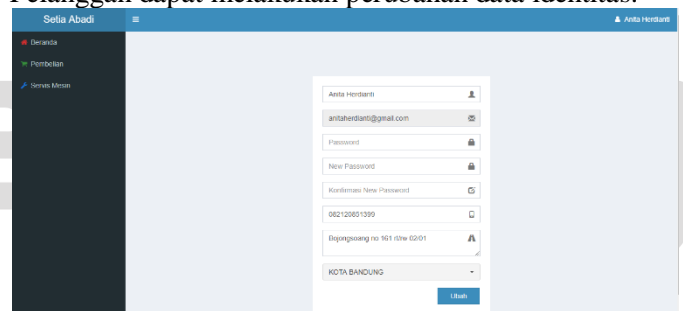 Pelanggan dapat melakukan perubahan data identitas.
Setia Abadi
Anita Herdianti
Beranda
Pembelian
Servis Mesin
Anita Herdianti
anitaherdianti@gmail.com
Password
New Password
Konfirmasi New Password
082120851399
Bojongsoang no 161 rt/rw 02/01
KOTA BANDUNG
Ubah